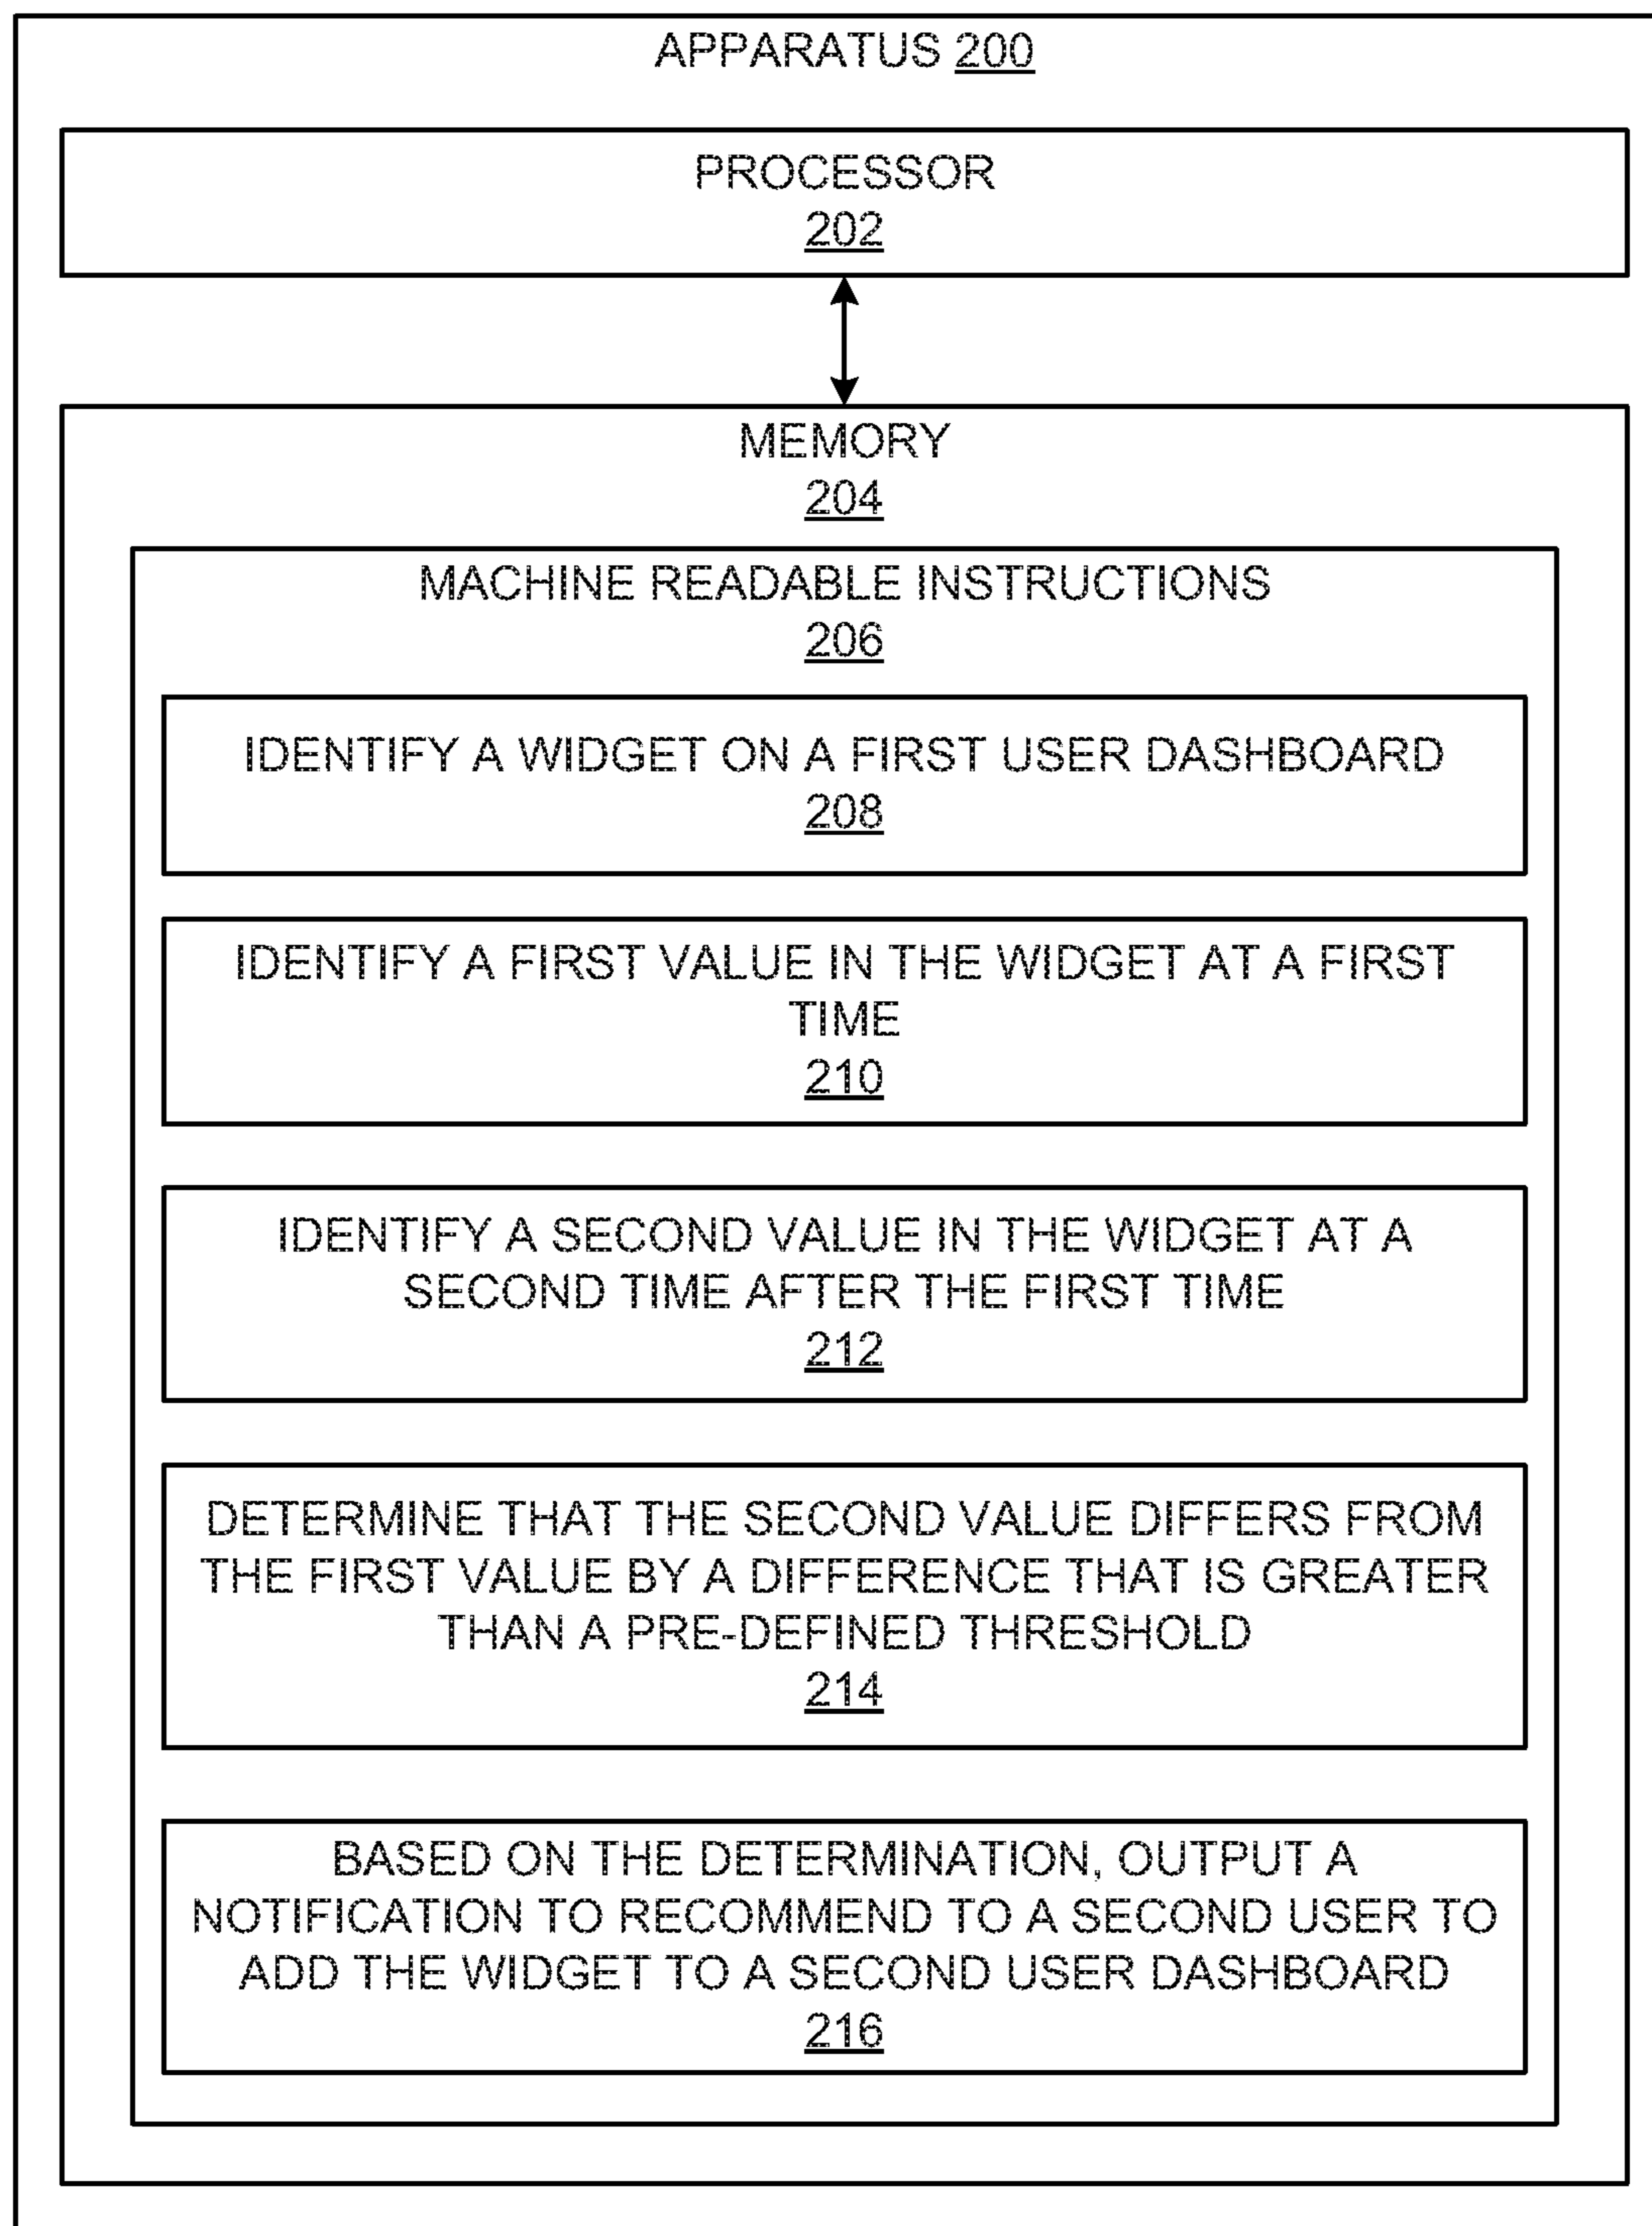 APPARATUS 200
PROCESSOR
202
MEMORY
204
MACHINE READABLE INSTRUCTIONS
206
IDENTIFY A WIDGET ON A FIRST USER DASHBOARD
208
IDENTIFY A FIRST VALUE IN THE WIDGET AT A FIRST
TIME
210
IDENTIFY A SECOND VALUE IN THE WIDGET AT A
SECOND TIME AFTER THE FIRST TIME
212
DETERMINE THAT THE SECOND VALUE DIFFERS FROM
THE FIRST VALUE BY A DIFFERENCE THAT IS GREATER
THAN A PRE-DEFINED THRESHOLD
214
BASED ON THE DETERMINATION, OUTPUT A
NOTIFICATION TO RECOMMEND TO A SECOND USER TO
ADD THE WIDGET TO A SECOND USER DASHBOARD
216